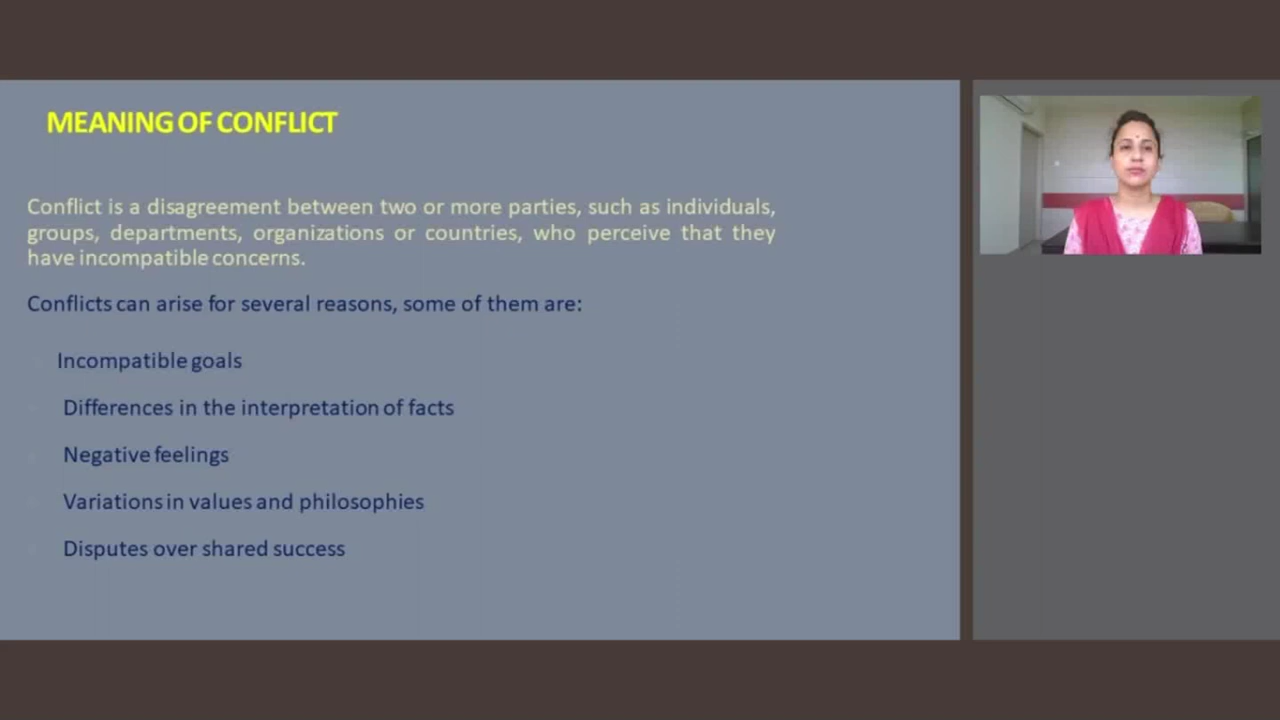 MEANING OF CONFLICT
Conflict is a disagreement between two or more parties, such as individuals,
groups, departments, organizations or countries, who perceive that they
have incompatible concerns.
Conflicts can arise for several reasons, some of them are:
Incompatible goals
Differences in the interpretation of facts
Negative feelings
Variations in values and philosophies
Disputes over shared success